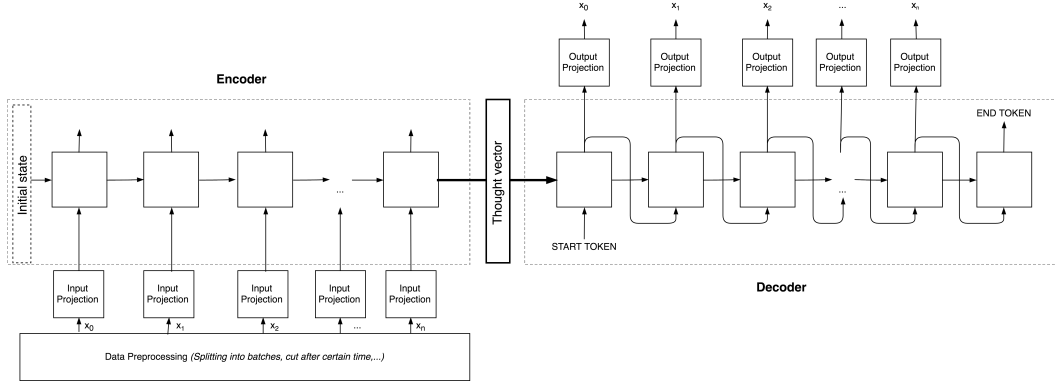 x0 x1 x2 ... xn
Output Projection Output Projection Output Projection Output Projection Output Projection
Encoder
END TOKEN
Initial state
...
Thought vector
...
START TOKEN
Input Projection Input Projection Input Projection Input Projection Input Projection
Decoder
x0 x1 x2 ... xn
Data Preprocessing (Splitting into batches, cut after certain time,...)